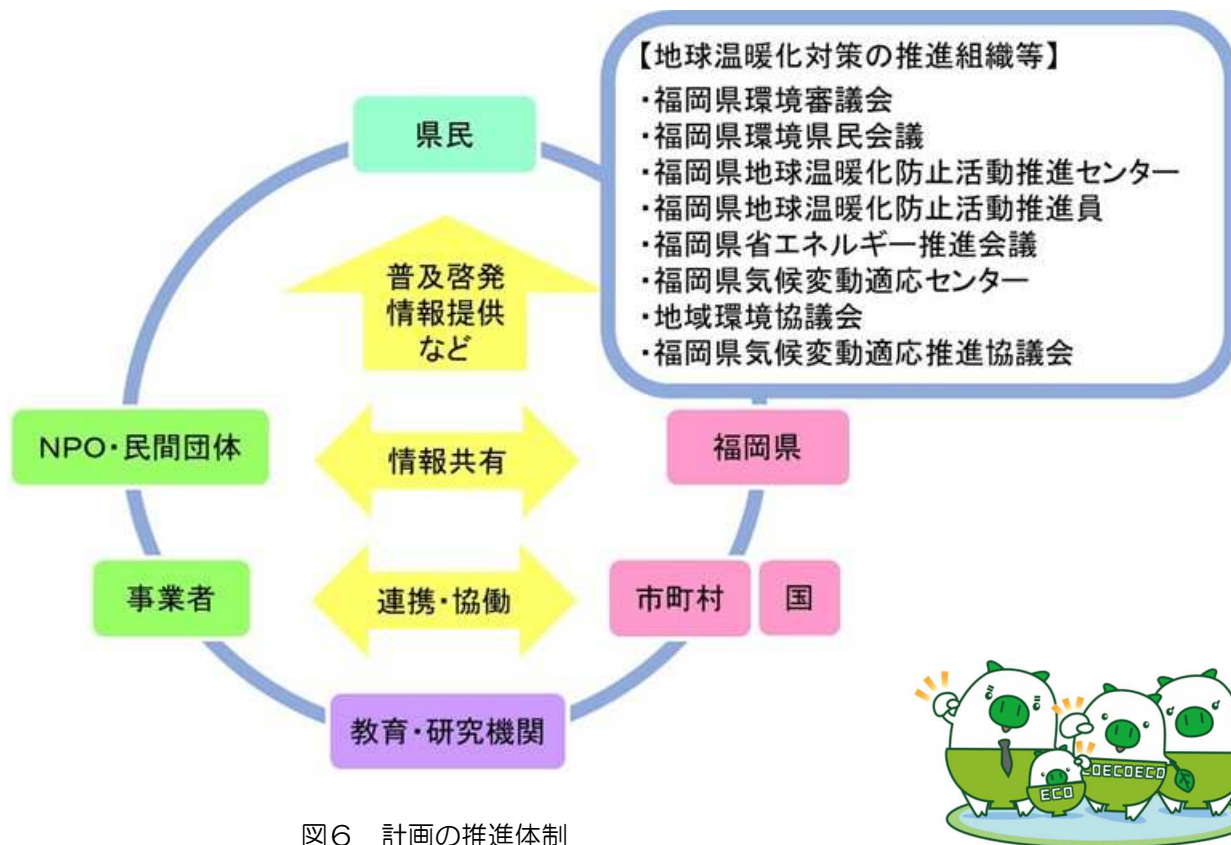 【地球温暖化対策の推進組織等】
・福岡県環境審議会
・福岡県環境県民会議
・福岡県地球温暖化防止活動推進センター
・福岡県地球温暖化防止活動推進員
・福岡県省エネルギー推進会議
・福岡県気候変動適応センター
・地域環境協議会
・福岡県気候変動適応推進協議会
県民
普及啓発
情報提供
など
NPO・民間団体
情報共有
福岡県
事業者
連携・協働
市町村
国
教育・研究機関
ECO
COECOECO
図6 計画の推進体制